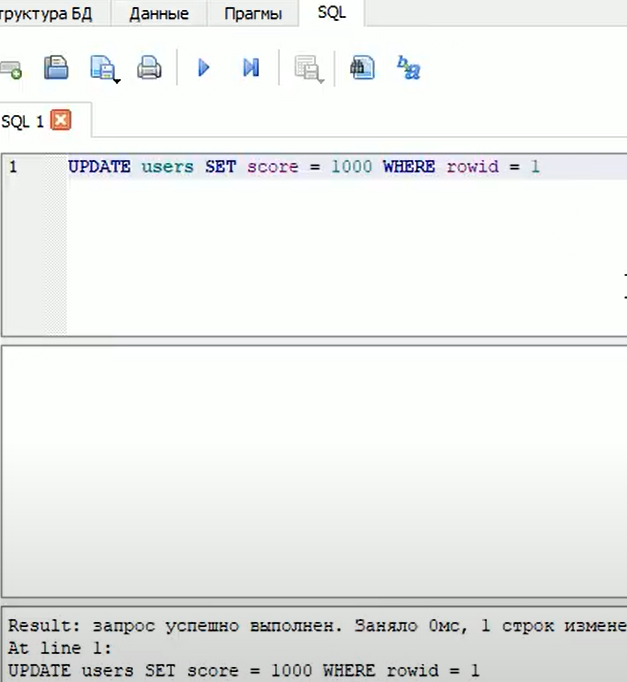 труктура БД Данные Прагмы SQL
SQL 1
1 UPDATE users SET score = 1000 WHERE rowid = 1
Result: запрос успешно выполнен. Заняло 0мс, 1 строк измене
At line 1:
UPDATE users SET score = 1000 WHERE rowid = 1